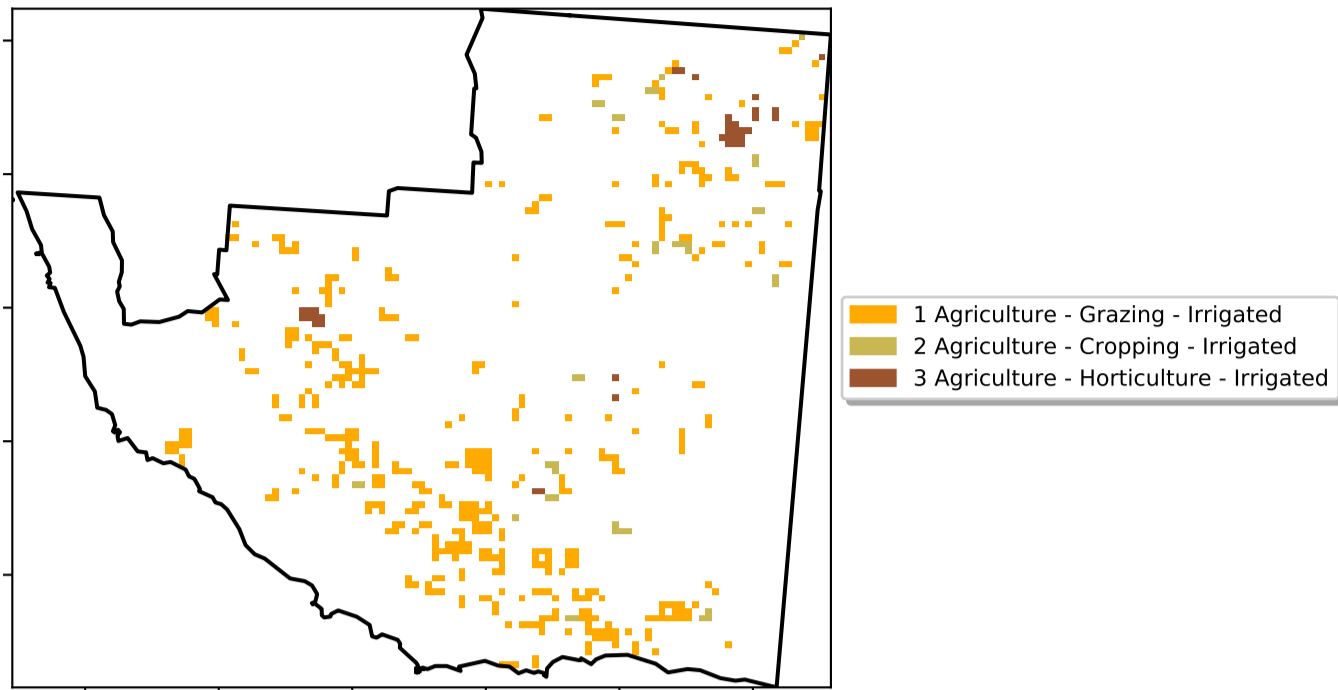 1 Agriculture - Grazing - Irrigated
2 Agriculture - Cropping - Irrigated
3 Agriculture - Horticulture - Irrigated